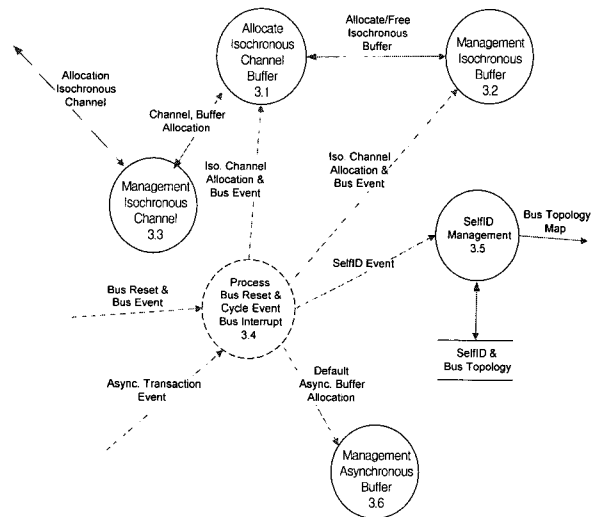 Allocate
Isochronous
Channel
Buffer
3.1
Allocate/Free
Isochronous
Buffer
Management
Isochronous
Buffer
3.2
Allocation
Isochronous
Channel
Channel, Buffer
Allocation
Management
Isochronous
Channel
3.3
Iso. Channel
Allocation &
Bus Event
Iso. Channel
Allocation &
Bus Event
SelfID
Management
3.5
Bus Topology
Map
SelfID Event
Bus Reset &
Bus Event
Process
Bus Reset &
Cycle Event
Bus Interrupt
3.4
SelfID &
Bus Topology
Async. Transaction
Event
Default
Async. Buffer
Allocation
Management
Asynchronous
Buffer
3.6